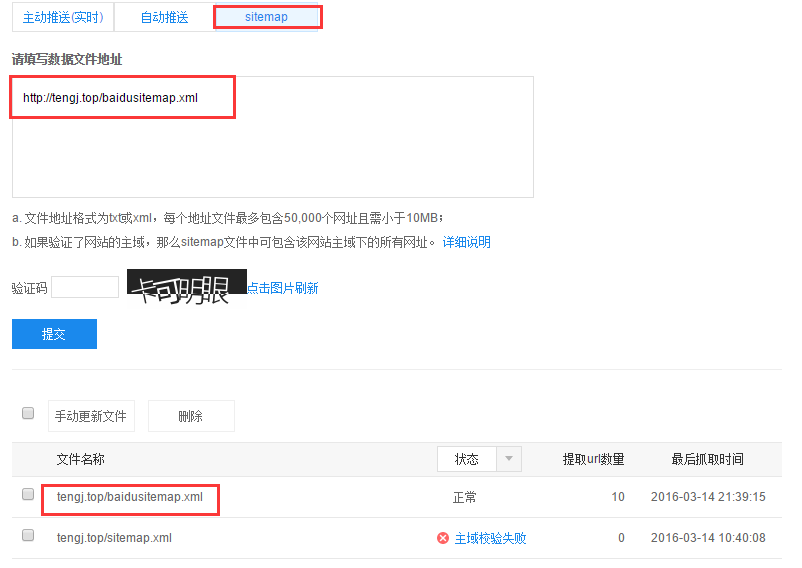 主动推送(实时) 自动推送 sitemap
请填写数据文件地址
http://tengj.top/baidusitemap.xml
a. 文件地址格式为txt或xml，每个地址文件最多包含50,000个网址且需小于10MB；
b. 如果验证了网站的主域，那么sitemap文件中可包含该网站主域下的所有网址。 详细说明
验证码 卡可明眼 点击图片刷新
提交
手动更新文件 删除
文件名称 状态 提取url数量 最后抓取时间
tengj.top/baidusitemap.xml 正常 10 2016-03-14 21:39:15
tengj.top/sitemap.xml 主域校验失败 0 2016-03-14 10:40:08